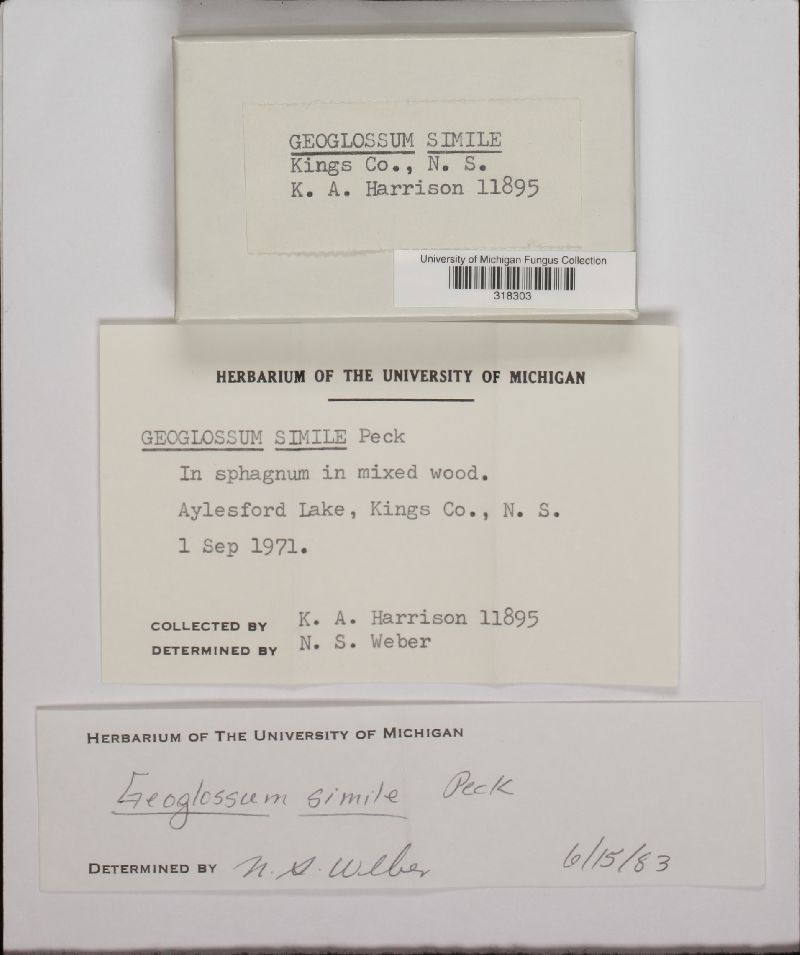 GEOGLOSSUM SIMILE
Kings Co., N. S.
K. A. Harrison 11895
University of Michigan Fungus Collection
318303
HERBARIUM OF THE UNIVERSITY OF MICHIGAN
GEOGLOSSUM SIMILE Peck
In sphagnum in mixed wood.
Aylesford Lake, Kings Co., N. S.
1 Sep 1971.
COLLECTED BY K. A. Harrison 11895
DETERMINED BY N. S. Weber
HERBARIUM OF THE UNIVERSITY OF MICHIGAN
Geoglossum simile Peck
DETERMINED BY N. S. Weber 6/15/83